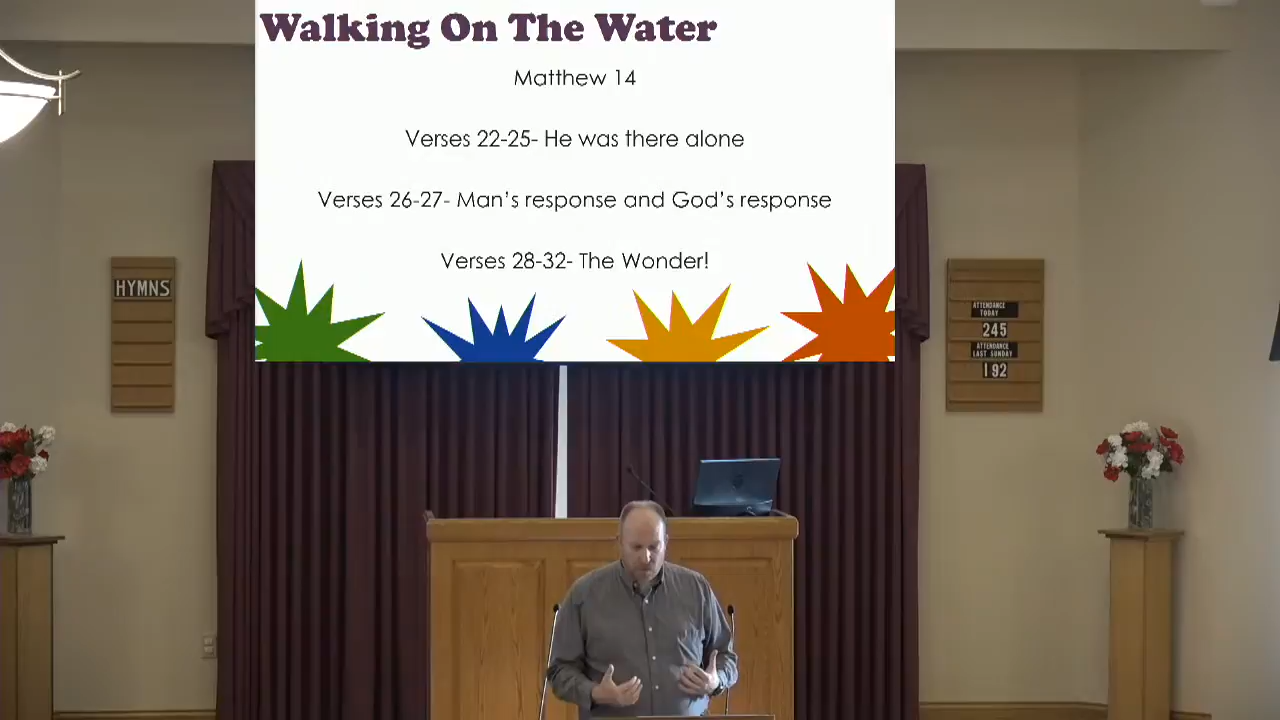 Walking On The Water
Matthew 14
Verses 22-25- He was there alone
Verses 26-27- Man's response and God's response
Verses 28-32- The Wonder!
HYMNS
ATTENDANCE
TODAY
245
ATTENDANCE
LAST SUNDAY
192